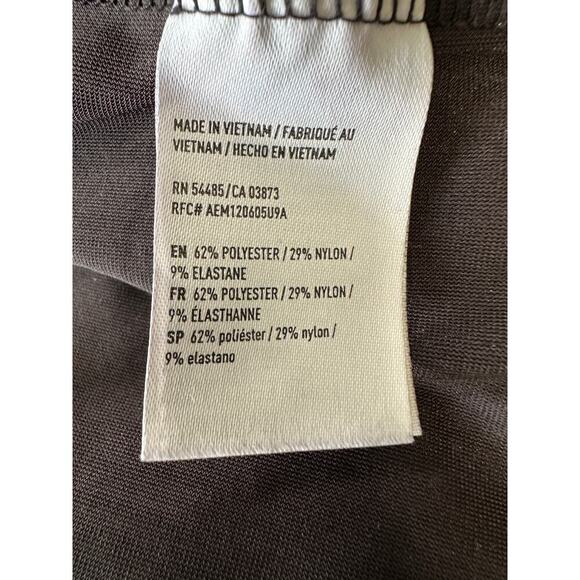 MADE IN VIETNAM / FABRIQUÉ AU
VIETNAM / HECHO EN VIETNAM
RN 54485/CA 03873
RFC# AEM120605U9A
EN 62% POLYESTER / 29% NYLON /
9% ELASTANE
FR 62% POLYESTER / 29% NYLON /
9% ÉLASTHANNE
SP 62% poliéster / 29% nylon /
9% elastano